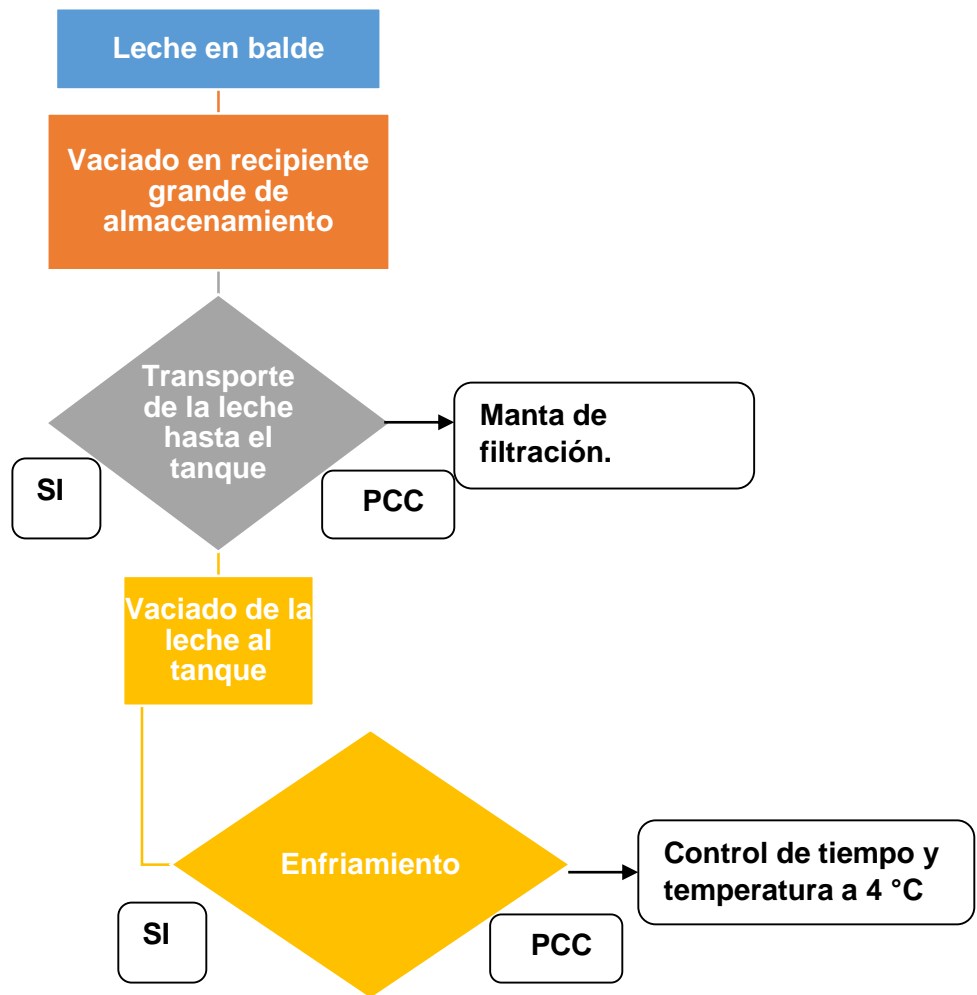 Leche en balde
Vaciado en recipiente
grande de
almacenamiento
Transporte
de la leche
hasta el
tanque
Manta de
filtración.
SI
PCC
Vaciado de la
leche al
tanque
Enfriamiento
Control de tiempo y
temperatura a 4 °C
SI
PCC